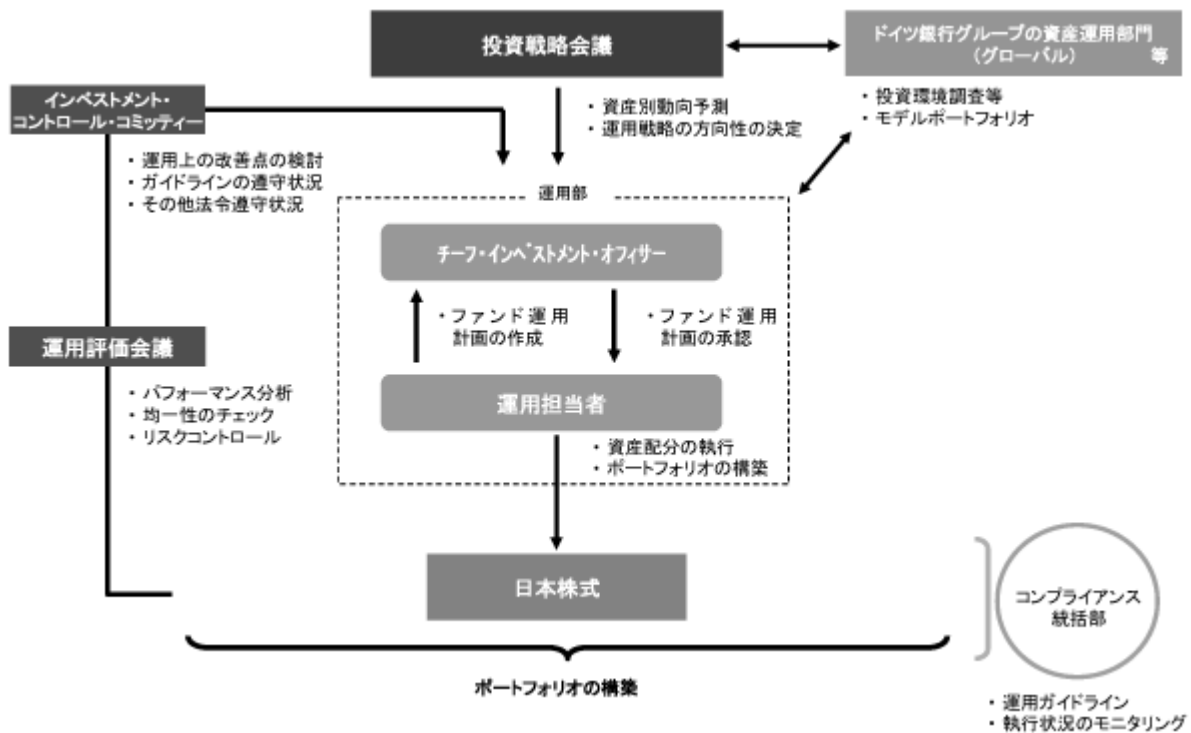 投資戦略会議
ドイツ銀行グループの資産運用部門
(グローバル) 等
インベストメント・
コントロール・コミッティー
・資産別動向予測
・運用戦略の方向性の決定
・投資環境調査等
・モデルポートフォリオ
・運用上の改善点の検討
・ガイドラインの遵守状況
・その他法令遵守状況
運用部
チーフ・インベストメント・オフィサー
・ファンド運用
計画の作成
・ファンド運用
計画の承認
運用評価会議
・パフォーマンス分析
・均一性のチェック
・リスクコントロール
運用担当者
・資産配分の執行
・ポートフォリオの構築
日本株式
コンプライアンス
統括部
ポートフォリオの構築
・運用ガイドライン
・執行状況のモニタリング